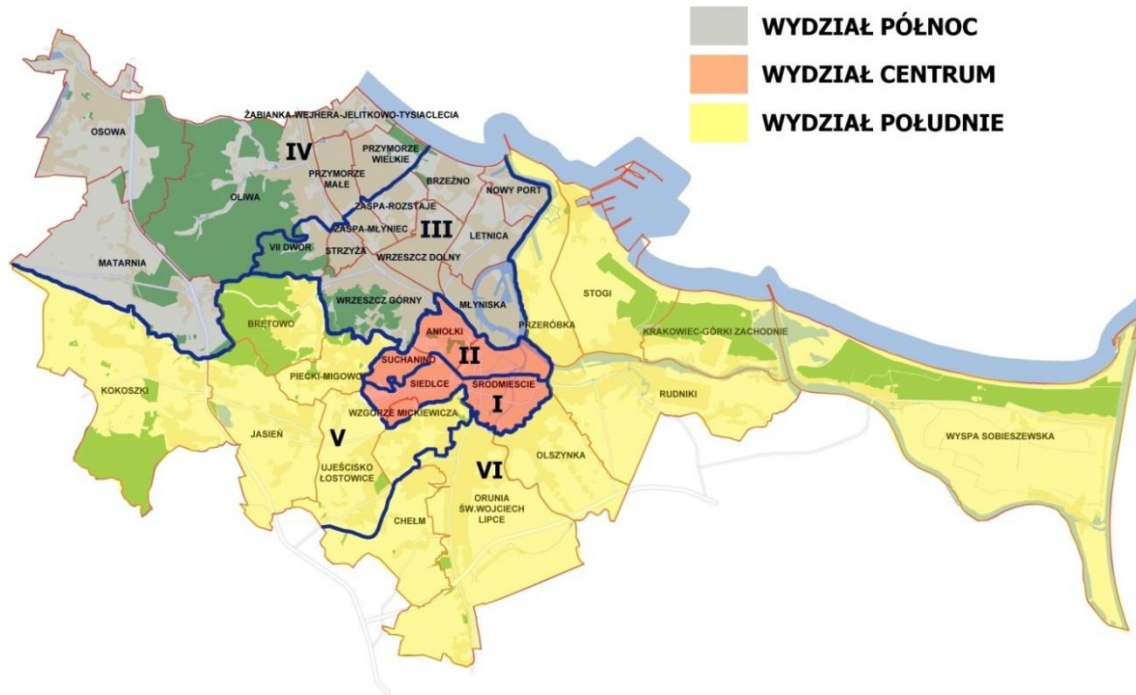 WYDZIAŁ PÓŁNOC
WYDZIAŁ CENTRUM
WYDZIAŁ POŁUDNIE
ŻABIANKA-WEJHERA-JELITKOWO-TYSIACLECIA
OSOWA
IV
PRZYMORZE
WIELKIE
PRZYMORZE
MAŁE
BRZEŹNO
NOWY PORT
OLIWA
ZASPA-ROZSTAJE
ZASPA-MŁYNIEC
III
LETNICA
VII DWÓR
STRZYŻA
WRZESZCZ DOLNY
MATARNIA
WRZESZCZ GÓRNY
MŁYNISKA
STOGI
BRĘTOWO
ANIOŁKI
PRZERÓBKA
KRAKOWIEC-GÓRKI ZACHODNIE
II
SUCHANINO
PIECKI-MIGOWO
SIEDLCE
ŚRODMIEŚCIE
KOKOSZKI
RUDNIKI
I
WZGÓRZE MICKIEWICZA
JASIEŃ
V
WYSPA SOBIESZEWSKA
OLSZYNKA
UJEŚCISKO
ŁOSTOWICE
VI
ORUNIA
ŚW.WOJCIECH
LIPCE
CHEŁM